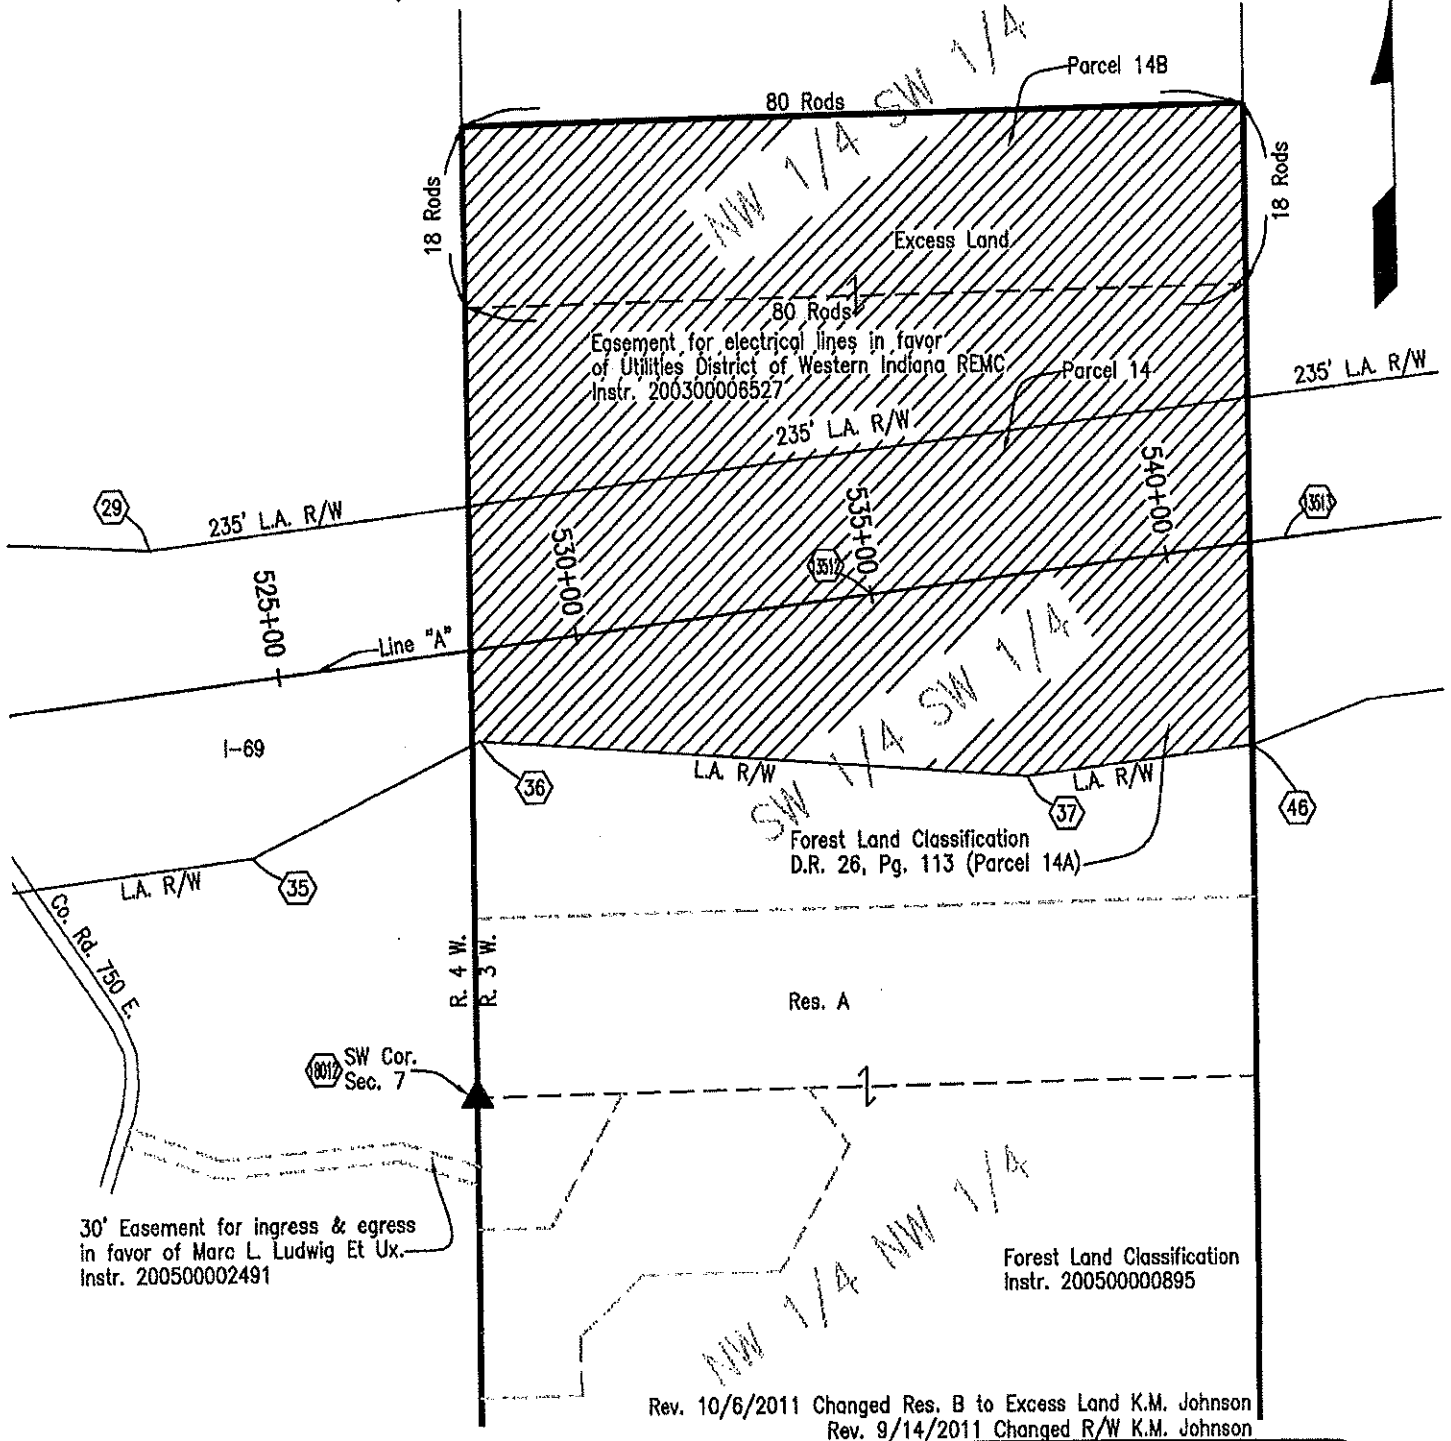 Parcel 14B
80 Rods
NW 1/4 SW 1/4
18 Rods
18 Rods
Excess Land
80 Rods
Easement for electrical lines in favor
of Utilities District of Western Indiana REMC
Instr. 200300006527
Parcel 14
235' L.A. R/W
235' L.A. R/W
235' L.A. R/W
29
540+00
535+00
530+00
525+00
13513
13512
Line "A"
I-69
SW 1/4 SW 1/4
L.A. R/W
L.A. R/W
36
37
46
Forest Land Classification
D.R. 26, Pg. 113 (Parcel 14A)
L.A. R/W
35
Co. Rd. 750 E.
R. 4 W.
R. 3 W.
Res. A
18012
SW Cor.
Sec. 7
30' Easement for ingress & egress
in favor of Marc L. Ludwig Et Ux.
Instr. 200500002491
NW 1/4 NW 1/4
Forest Land Classification
Instr. 200500000895
Rev. 10/6/2011 Changed Res. B to Excess Land K.M. Johnson
Rev. 9/14/2011 Changed R/W K.M. Johnson